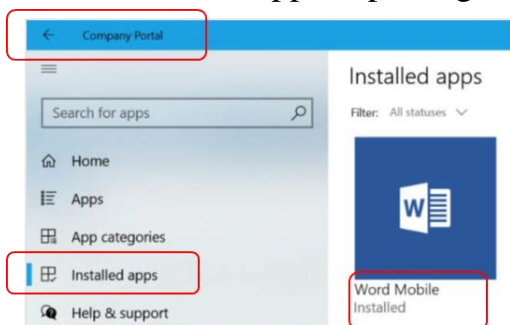 Company Portal
Search for apps
Home
Apps
App categories
Installed apps
Help & support
Installed apps
Filter: All statuses
W
Word Mobile
Installed